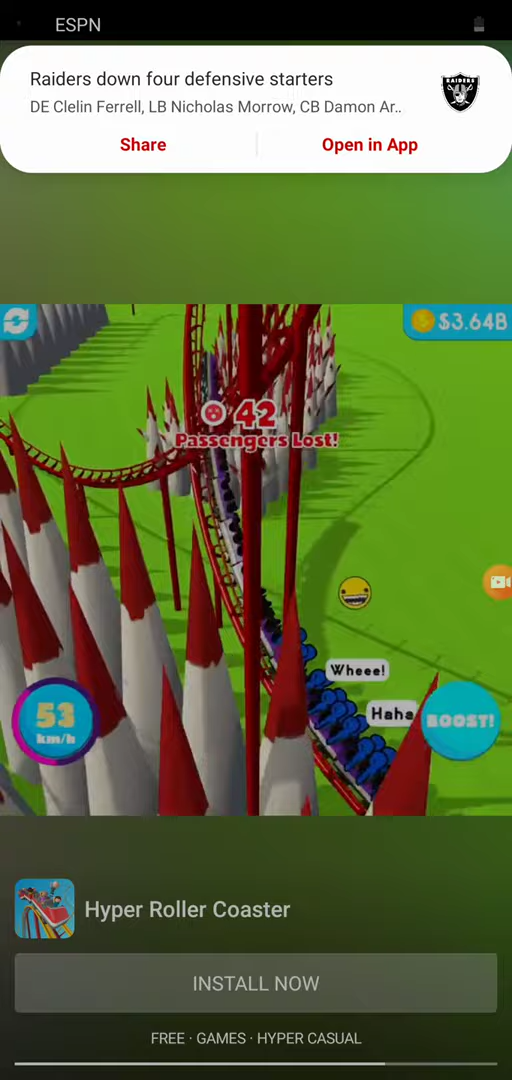 ESPN
Raiders down four defensive starters
DE Clelin Ferrell, LB Nicholas Morrow, CB Damon Ar..
RAIDERS
Share
Open in App
$3.64B
42
Passengers Lost!
Wheee!
Haha
53
km/h
BOOST!
Hyper Roller Coaster
INSTALL NOW
FREE · GAMES · HYPER CASUAL